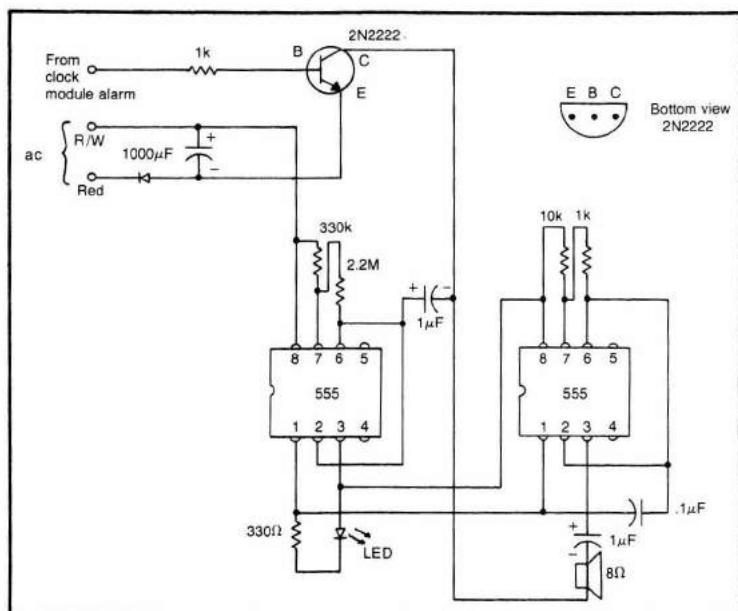 2N2222
1k
B
C
E
From
clock
module alarm
E B C
Bottom view
2N2222
ac
R/W
1000µF
+
-
Red
330k
2.2M
10k
1k
+
-
1µF
8 7 6 5
555
1 2 3 4
8 7 6 5
555
1 2 3 4
330Ω
LED
.1µF
+
1µF
-
8Ω